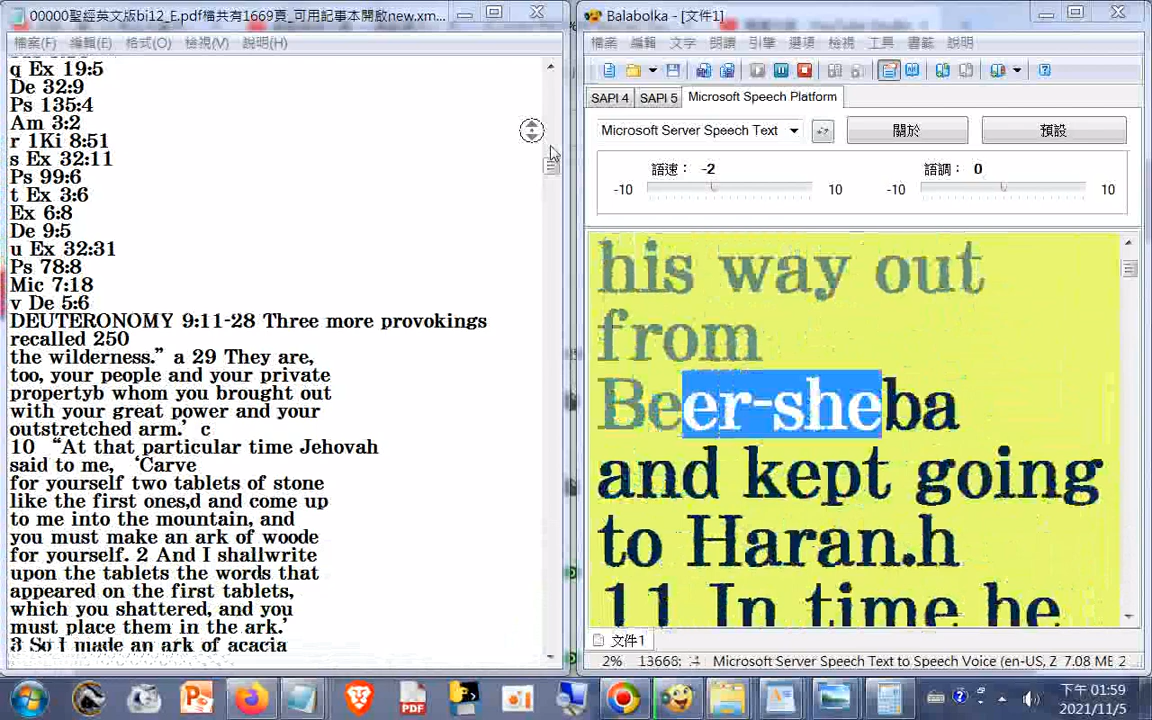 00000聖經英文版bi12_E.pdf檔共有1669頁_可用記事本開啟new.xm...
檔案(F) 編輯(E) 格式(O) 檢視(V) 說明(H)
q Ex 19:5
De 32:9
Ps 135:4
Am 3:2
r 1Ki 8:51
s Ex 32:11
Ps 99:6
t Ex 3:6
Ex 6:8
De 9:5
u Ex 32:31
Ps 78:8
Mic 7:18
v De 5:6
DEUTERONOMY 9:11-28 Three more provokings
recalled 250
the wilderness.” a 29 They are,
too, your people and your private
propertyb whom you brought out
with your great power and your
outstretched arm.’ c
10 “At that particular time Jehovah
said to me, ‘Carve
for yourself two tablets of stone
like the first ones,d and come up
to me into the mountain, and
you must make an ark of woode
for yourself. 2 And I shallwrite
upon the tablets the words that
appeared on the first tablets,
which you shattered, and you
must place them in the ark.’
3 So I made an ark of acacia
Balabolka - [文件1]
檔案 編輯 文字 朗讀 引擎 選項 檢視 工具 書籤 說明
SAPI 4 SAPI 5 Microsoft Speech Platform
Microsoft Server Speech Text 關於 預設
語速： -2 語調： 0
-10 10 -10 10
his way out
from
Beer-sheba
and kept going
to Haran.h
11 In time he
文件1
2% 13668: Microsoft Server Speech Text to Speech Voice (en-US, Z 7.08 ME 2
PDF
下午 01:59
2021/11/5